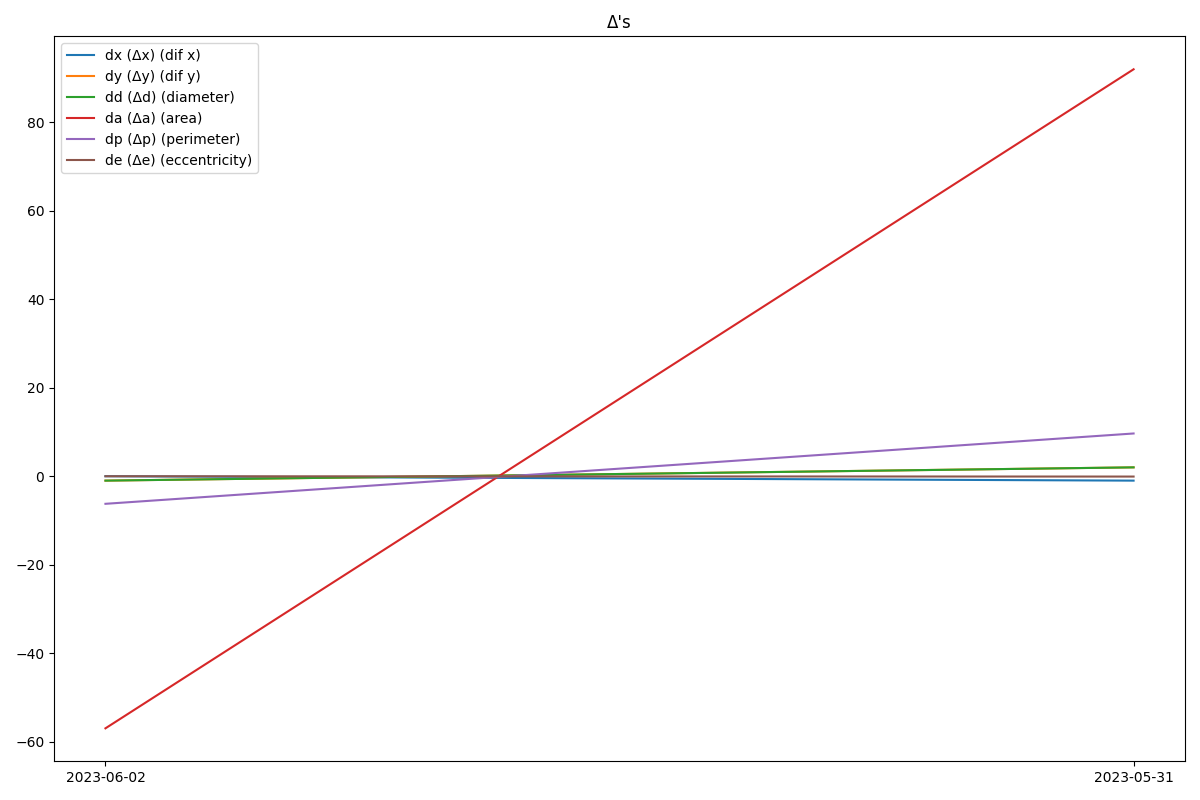 Δ's
dx (Δx) (dif x)
dy (Δy) (dif y)
dd (Δd) (diameter)
da (Δa) (area)
dp (Δp) (perimeter)
de (Δe) (eccentricity)
80
60
40
20
0
−20
−40
−60
2023-06-02 2023-05-31